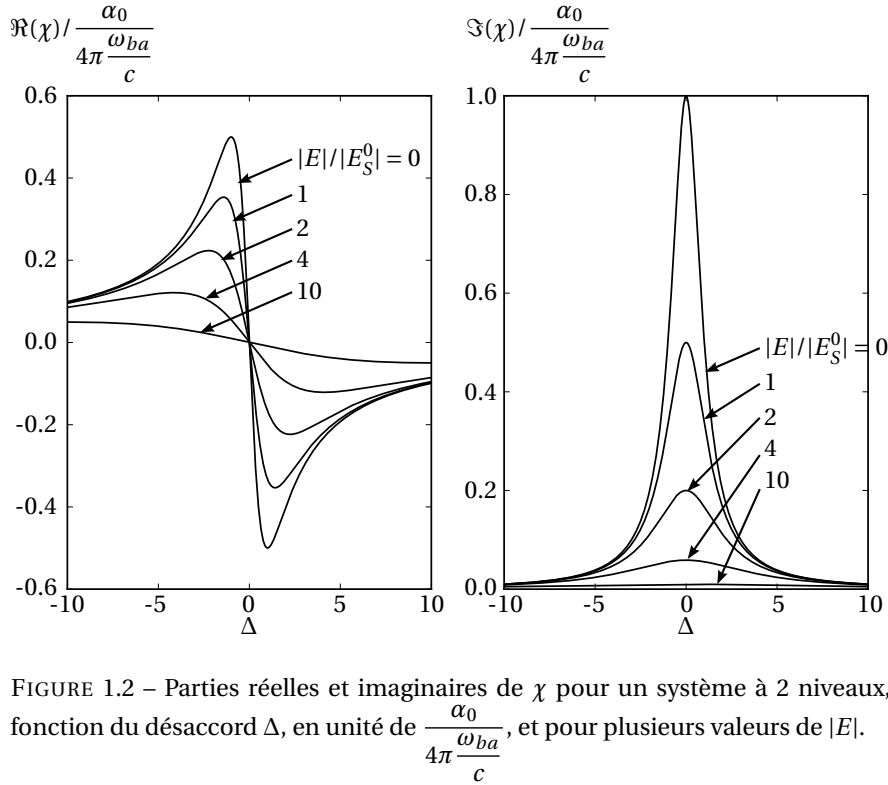 ℜ(χ)/ α₀ / (4π ω_ba/c)
0.6
0.4
0.2
0.0
-0.2
-0.4
-0.6
-10 -5 0 5 10
Δ
|E|/|E_S^0| = 0
1
2
4
10
ℑ(χ)/ α₀ / (4π ω_ba/c)
1.0
0.8
0.6
0.4
0.2
0.0
-10 -5 0 5 10
Δ
|E|/|E_S^0| = 0
1
2
4
10
FIGURE 1.2 – Parties réelles et imaginaires de χ pour un système à 2 niveaux,
fonction du désaccord Δ, en unité de α₀ / (4π ω_ba/c), et pour plusieurs valeurs de |E|.